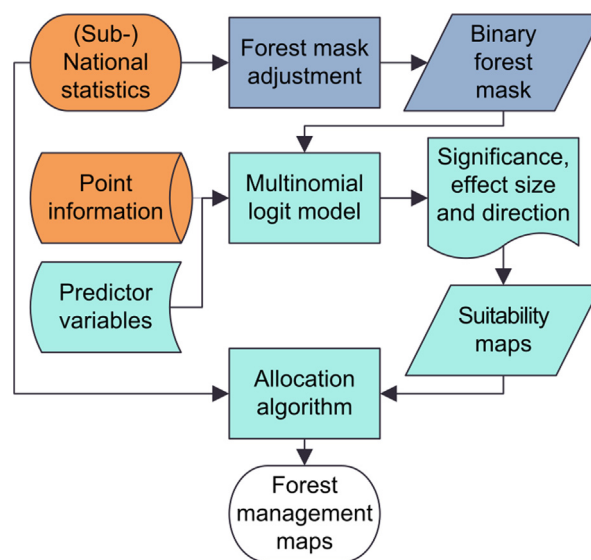 (Sub-)
National
statistics
Forest mask
adjustment
Binary
forest
mask
Point
information
Multinomial
logit model
Significance,
effect size
and direction
Predictor
variables
Suitability
maps
Allocation
algorithm
Forest
management
maps